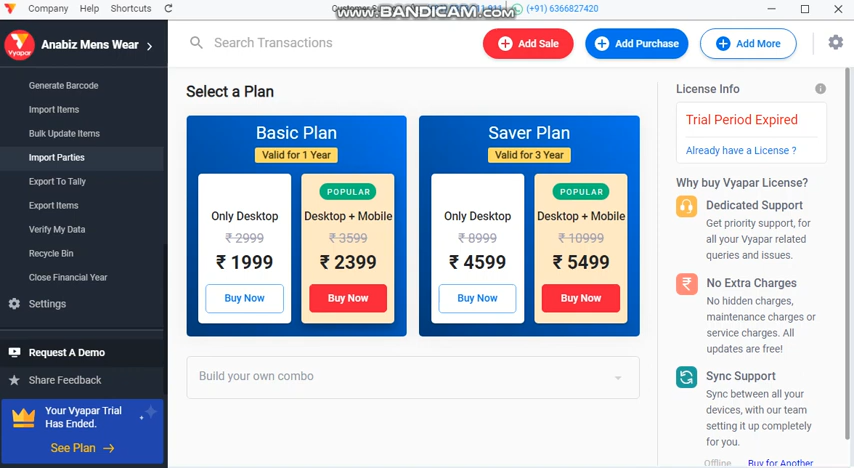 Company Help Shortcuts
WWW.BANDICAM.COM
(+91) 6366827420
Vyapar
Anabiz Mens Wear
Search Transactions
Add Sale
Add Purchase
Add More
Generate Barcode
Import Items
Bulk Update Items
Import Parties
Export To Tally
Export Items
Verify My Data
Recycle Bin
Close Financial Year
Settings
Request A Demo
Share Feedback
Your Vyapar Trial
Has Ended.
See Plan
Select a Plan
Basic Plan
Valid for 1 Year
Only Desktop
₹ 2999
₹ 1999
Buy Now
POPULAR
Desktop + Mobile
₹ 3599
₹ 2399
Buy Now
Saver Plan
Valid for 3 Year
Only Desktop
₹ 8999
₹ 4599
Buy Now
POPULAR
Desktop + Mobile
₹ 10999
₹ 5499
Buy Now
Build your own combo
License Info
Trial Period Expired
Already have a License ?
Why buy Vyapar License?
Dedicated Support
Get priority support, for
all your Vyapar related
queries and issues.
No Extra Charges
No hidden charges,
maintenance charges or
service charges. All
updates are free!
Sync Support
Sync between all your
devices, with our team
setting it up completely
for you.
Offline Buy for Another